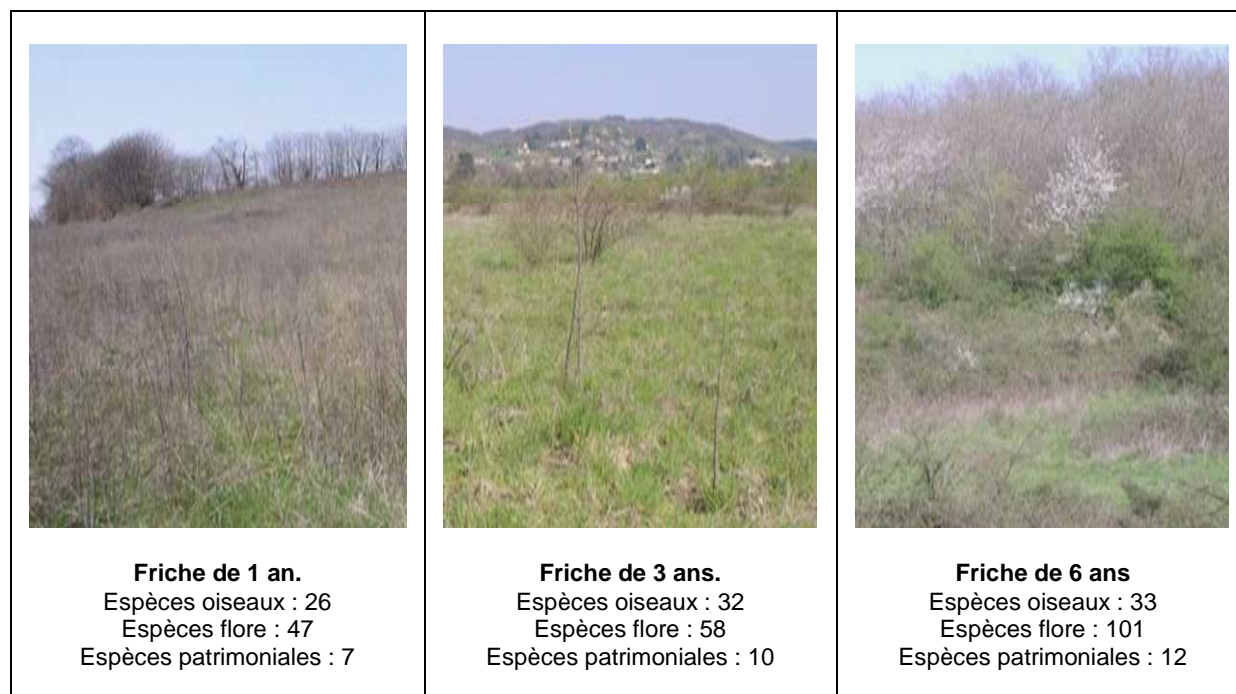 Friche de 1 an.
Espèces oiseaux : 26
Espèces flore : 47
Espèces patrimoniales : 7
Friche de 3 ans.
Espèces oiseaux : 32
Espèces flore : 58
Espèces patrimoniales : 10
Friche de 6 ans
Espèces oiseaux : 33
Espèces flore : 101
Espèces patrimoniales : 12